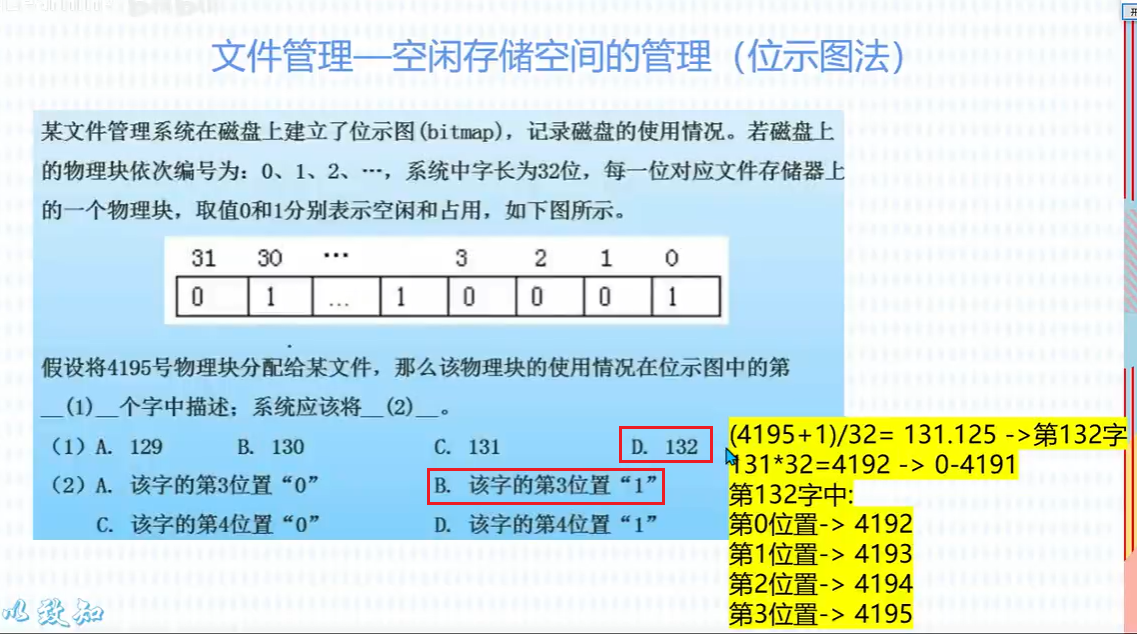 文件管理—空闲存储空间的管理（位示图法）
某文件管理系统在磁盘上建立了位示图(bitmap)，记录磁盘的使用情况。若磁盘上
的物理块依次编号为：0、1、2、…，系统中字长为32位，每一位对应文件存储器上
的一个物理块，取值0和1分别表示空闲和占用，如下图所示。
31 30 … 3 2 1 0
0 1 … 1 0 0 0 1
假设将4195号物理块分配给某文件，那么该物理块的使用情况在位示图中的第
__(1)__个字中描述；系统应该将__(2)__。
（1）A. 129 B. 130 C. 131 D. 132
（2）A. 该字的第3位置“0” B. 该字的第3位置“1”
C. 该字的第4位置“0” D. 该字的第4位置“1”
(4195+1)/32= 131.125 ->第132字
131*32=4192 -> 0-4191
第132字中:
第0位置-> 4192
第1位置-> 4193
第2位置-> 4194
第3位置-> 4195
以致知